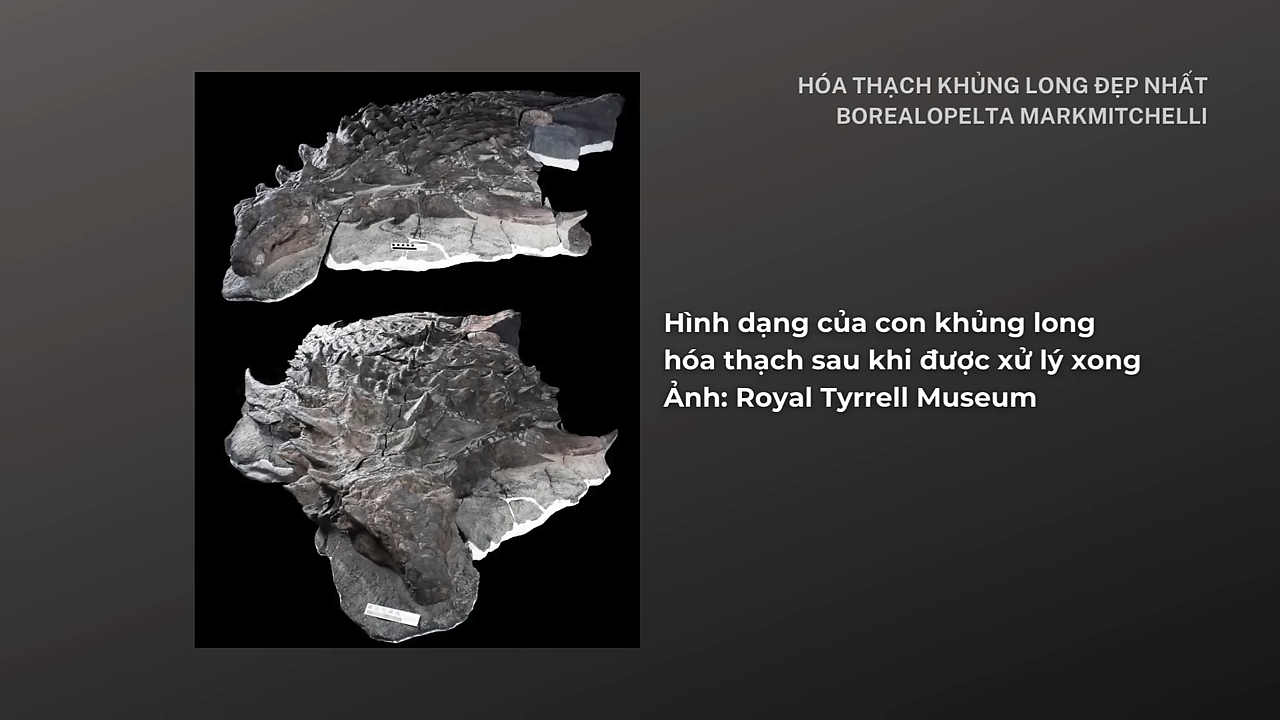 HÓA THẠCH KHỦNG LONG ĐẸP NHẤT
BOREALOPELTA MARKMITCHELLI
Hình dạng của con khủng long
hóa thạch sau khi được xử lý xong
Ảnh: Royal Tyrrell Museum